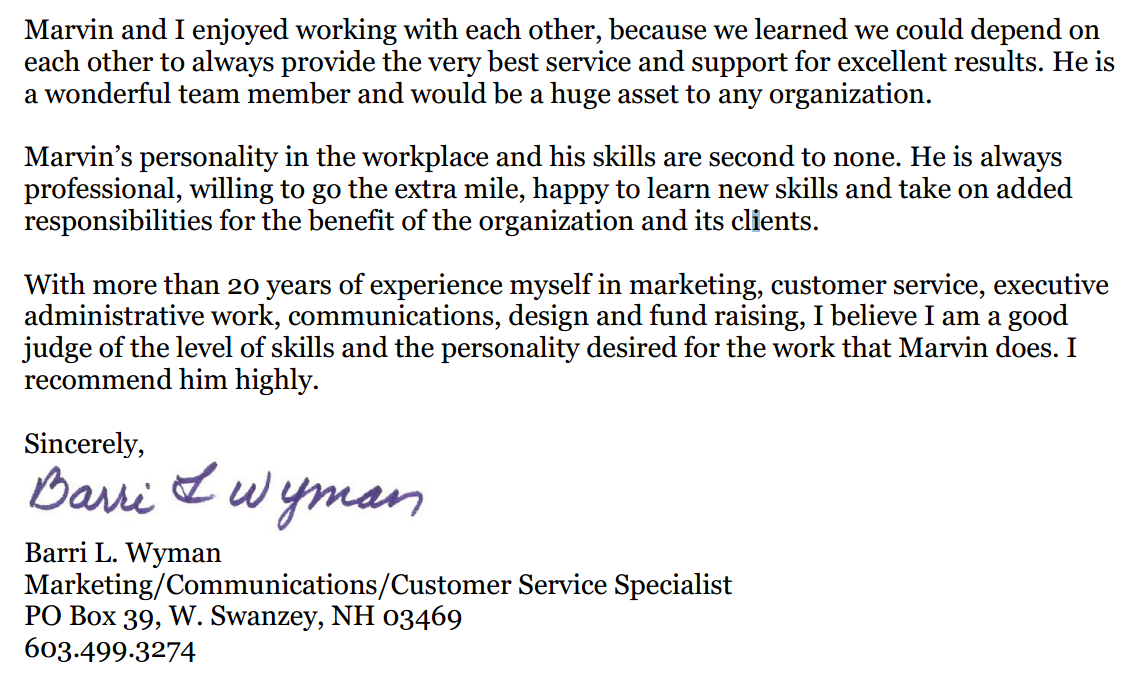 Marvin and I enjoyed working with each other, because we learned we could depend on
each other to always provide the very best service and support for excellent results. He is
a wonderful team member and would be a huge asset to any organization.
Marvin’s personality in the workplace and his skills are second to none. He is always
professional, willing to go the extra mile, happy to learn new skills and take on added
responsibilities for the benefit of the organization and its clients.
With more than 20 years of experience myself in marketing, customer service, executive
administrative work, communications, design and fund raising, I believe I am a good
judge of the level of skills and the personality desired for the work that Marvin does. I
recommend him highly.
Sincerely,
Barri L Wyman
Barri L. Wyman
Marketing/Communications/Customer Service Specialist
PO Box 39, W. Swanzey, NH 03469
603.499.3274